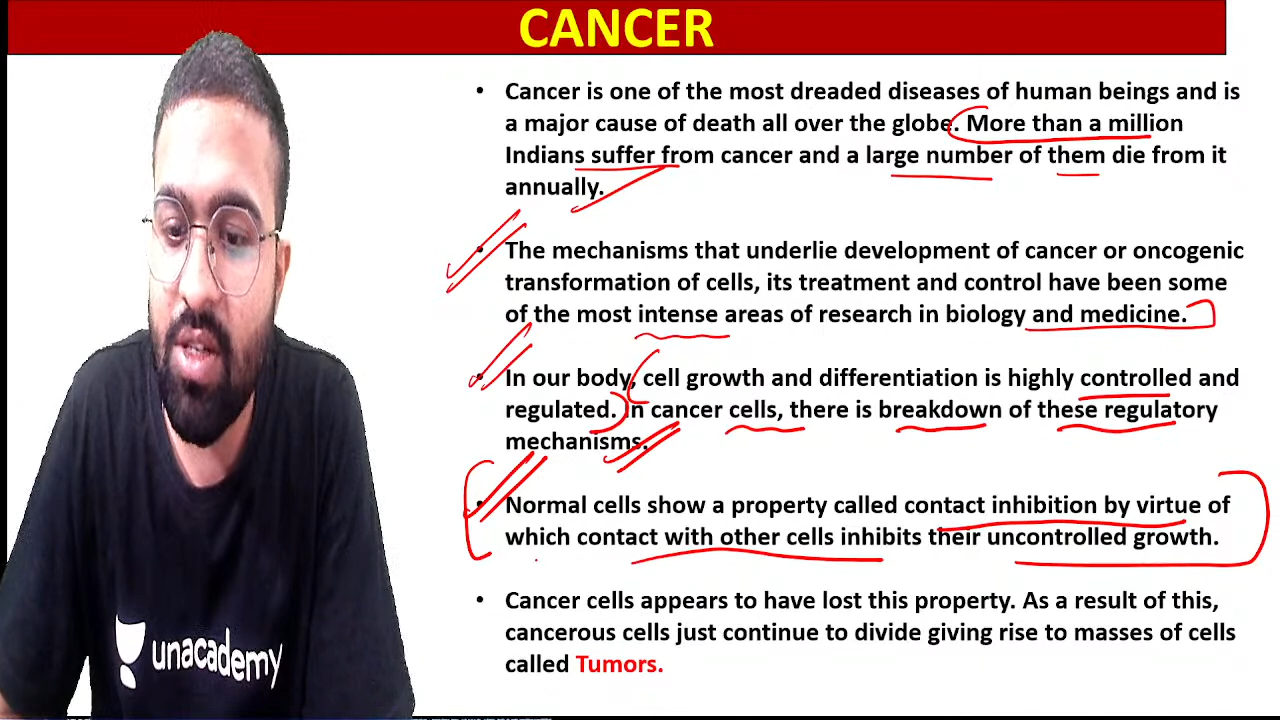 CANCER
• Cancer is one of the most dreaded diseases of human beings and is
a major cause of death all over the globe. More than a million
Indians suffer from cancer and a large number of them die from it
annually.
• The mechanisms that underlie development of cancer or oncogenic
transformation of cells, its treatment and control have been some
of the most intense areas of research in biology and medicine.
• In our body, cell growth and differentiation is highly controlled and
regulated. In cancer cells, there is breakdown of these regulatory
mechanisms.
• Normal cells show a property called contact inhibition by virtue of
which contact with other cells inhibits their uncontrolled growth.
• Cancer cells appears to have lost this property. As a result of this,
cancerous cells just continue to divide giving rise to masses of cells
called Tumors.
unacademy